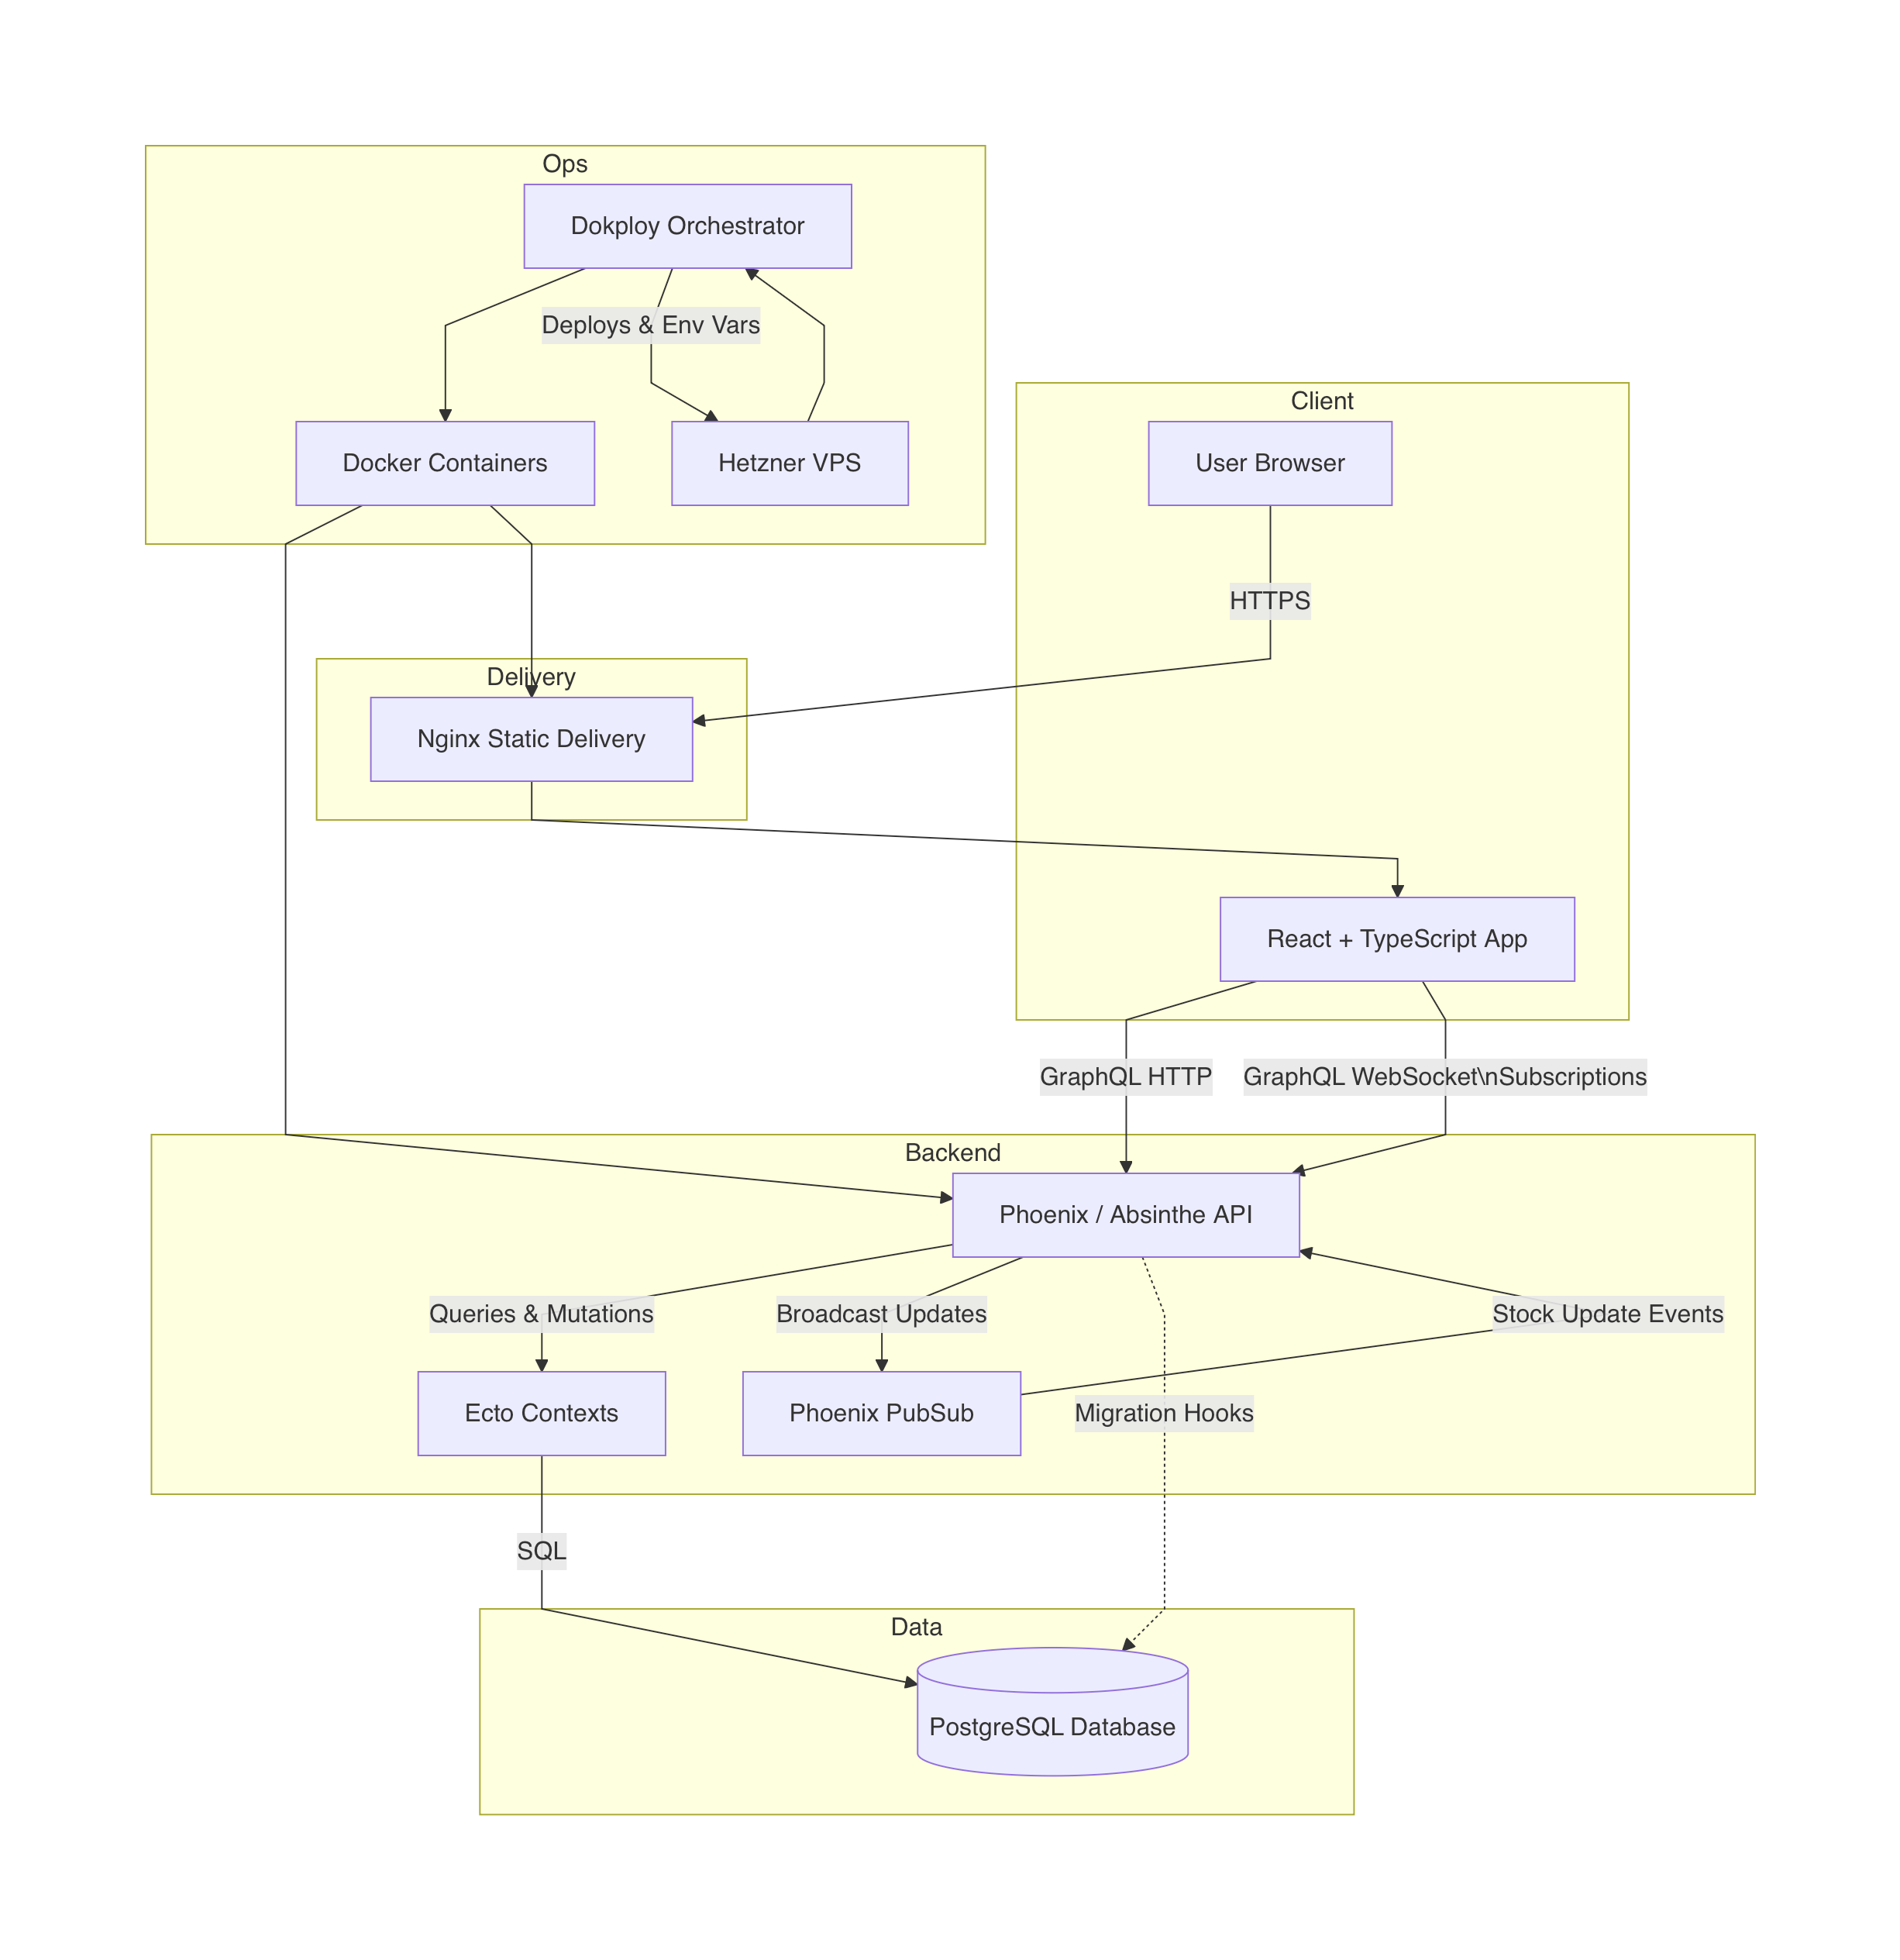 Ops
Dokploy Orchestrator
Deploys & Env Vars
Docker Containers
Hetzner VPS
Client
User Browser
HTTPS
Delivery
Nginx Static Delivery
React + TypeScript App
GraphQL HTTP
GraphQL WebSocket\nSubscriptions
Backend
Phoenix / Absinthe API
Queries & Mutations
Broadcast Updates
Stock Update Events
Ecto Contexts
Phoenix PubSub
Migration Hooks
SQL
Data
PostgreSQL Database